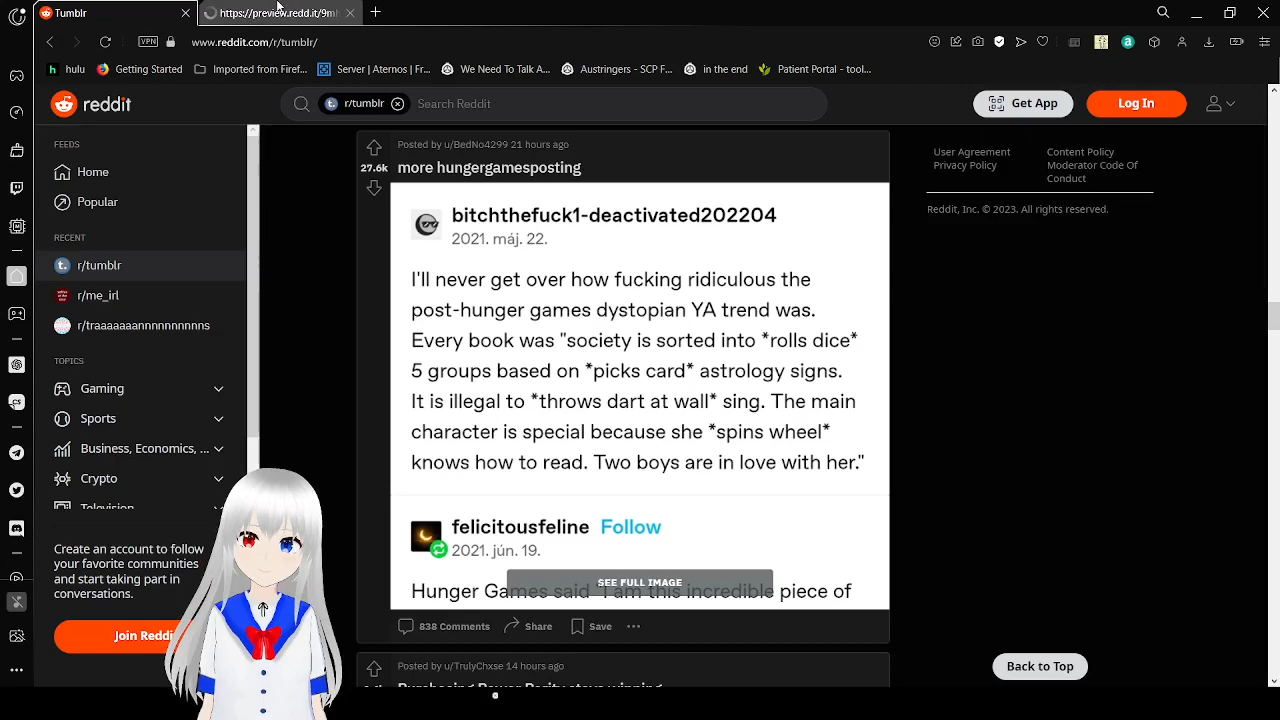 Tumblr
https://preview.redd.it/9mh
VPN
www.reddit.com/r/tumblr/
hulu
Getting Started
Imported from Firef...
Server | Aternos | Fr...
We Need To Talk A...
Austringers - SCP F...
in the end
Patient Portal - tool...
reddit
r/tumblr
Search Reddit
Get App
Log In
FEEDS
Home
Popular
RECENT
r/tumblr
r/me_irl
r/traaaaaaannnnnnnnnns
TOPICS
Gaming
Sports
Business, Economics, ...
Crypto
Television
Create an account to follow
your favorite communities
and start taking part in
conversations.
Join Reddi
Posted by u/BedNo4299 21 hours ago
27.6k
more hungergamesposting
bitchthefuck1-deactivated202204
2021. máj. 22.
I'll never get over how fucking ridiculous the
post-hunger games dystopian YA trend was.
Every book was "society is sorted into *rolls dice*
5 groups based on *picks card* astrology signs.
It is illegal to *throws dart at wall* sing. The main
character is special because she *spins wheel*
knows how to read. Two boys are in love with her."
felicitousfeline Follow
2021. jún. 19.
SEE FULL IMAGE
Hunger Games said "I am this incredible piece of
838 Comments
Share
Save
Posted by u/TrulyChxse 14 hours ago
Purchasing Power Parity stays winning
User Agreement
Privacy Policy
Content Policy
Moderator Code Of
Conduct
Reddit, Inc. © 2023. All rights reserved.
Back to Top